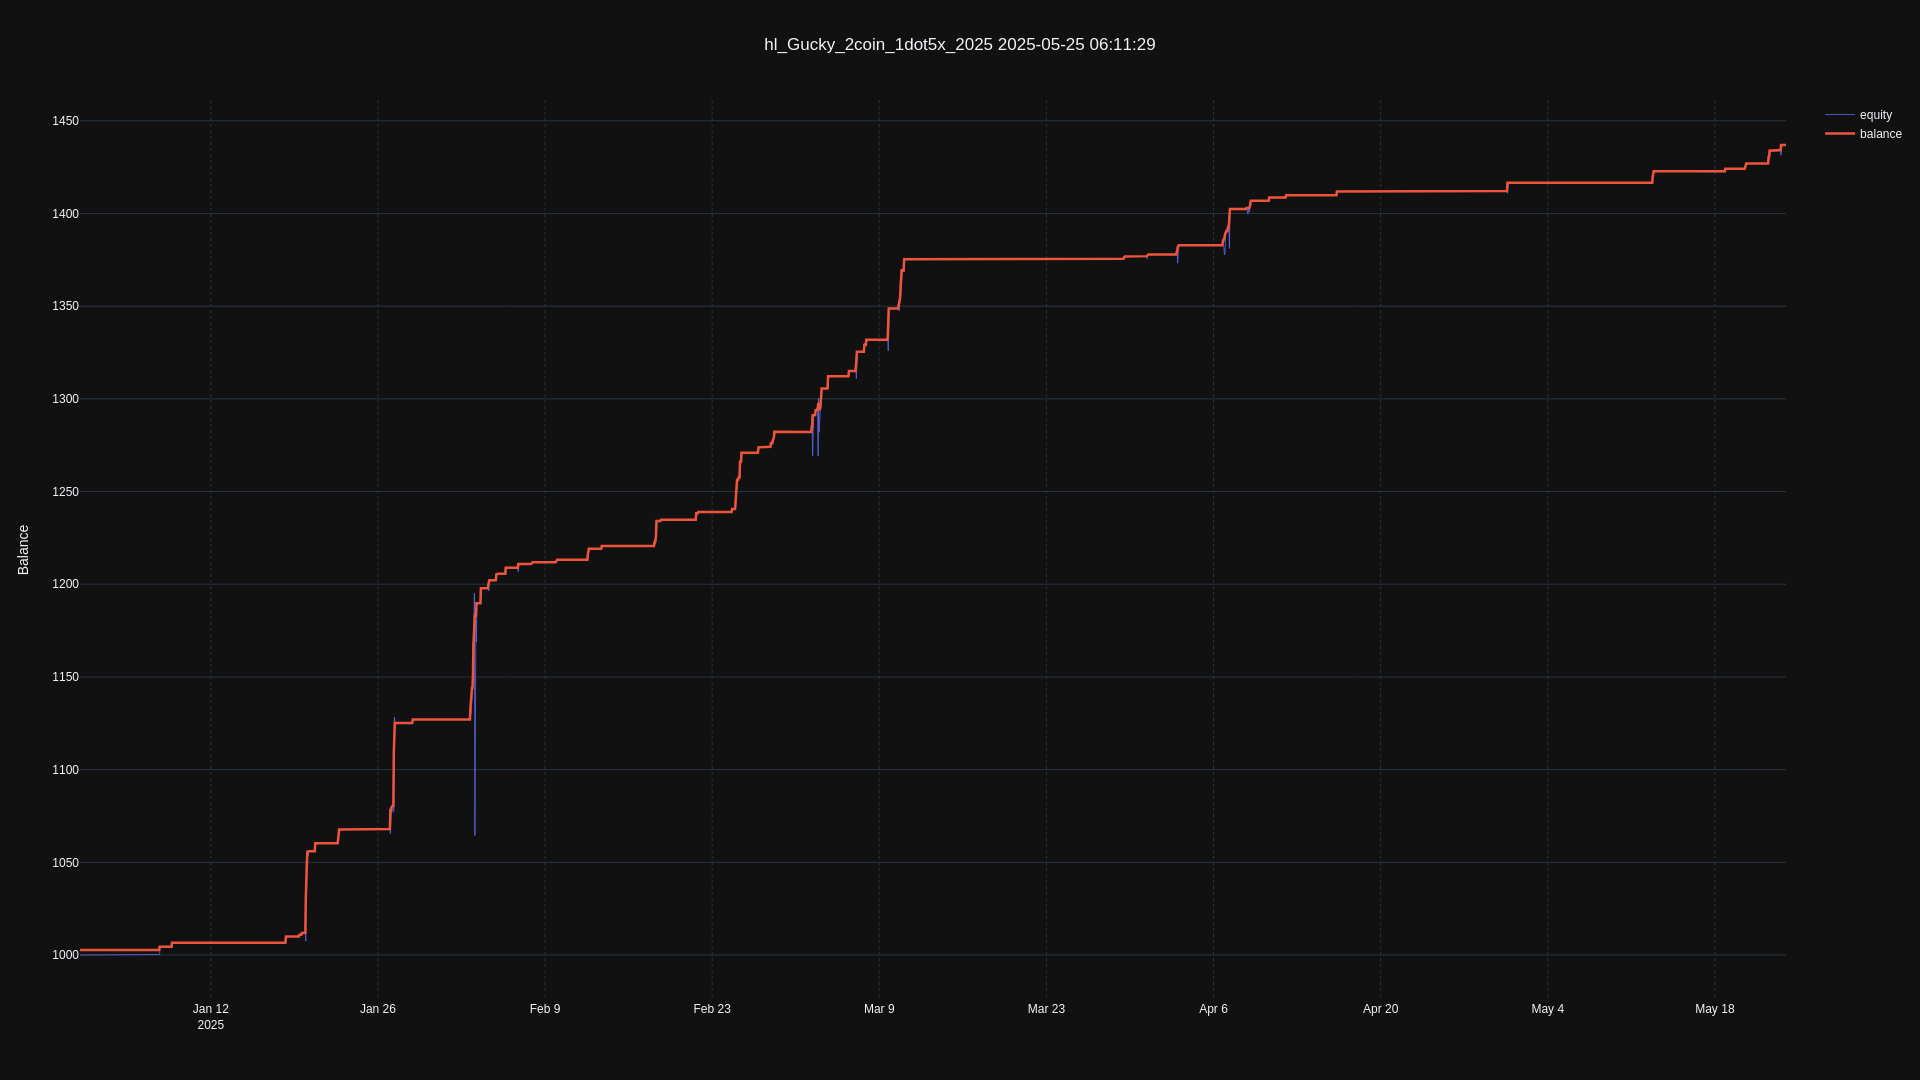 hl_Gucky_2coin_1dot5x_2025 2025-05-25 06:11:29
equity
balance
Balance
1450
1400
1350
1300
1250
1200
1150
1100
1050
1000
Jan 12
2025
Jan 26
Feb 9
Feb 23
Mar 9
Mar 23
Apr 6
Apr 20
May 4
May 18